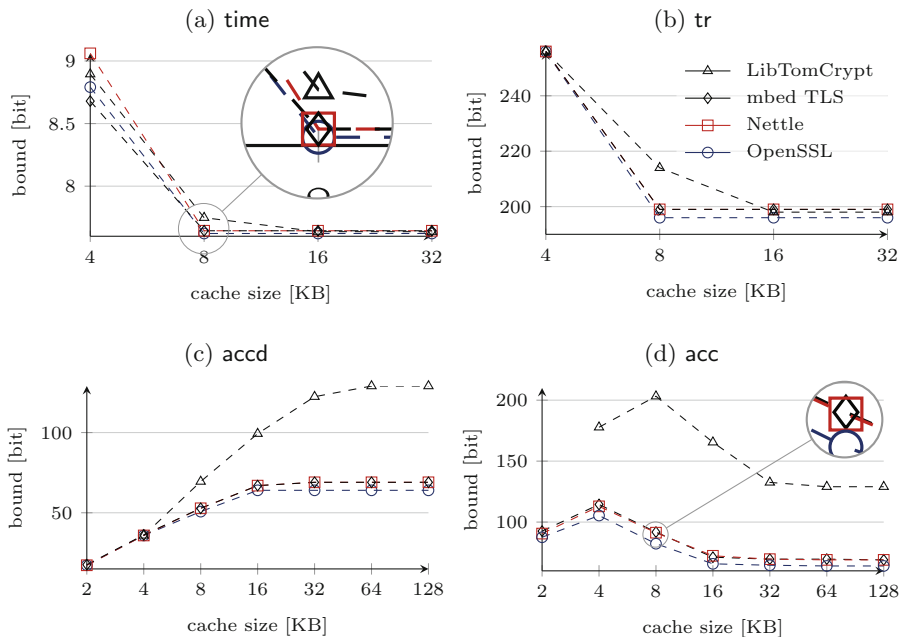 (a) time
9
8.5
8
bound [bit]
4
8
16
32
cache size [KB]
(b) tr
240
220
200
bound [bit]
LibTomCrypt
mbed TLS
Nettle
OpenSSL
4
8
16
32
cache size [KB]
(c) accd
100
50
bound [bit]
2
4
8
16
32
64
128
cache size [KB]
(d) acc
200
150
100
bound [bit]
2
4
8
16
32
64
128
cache size [KB]